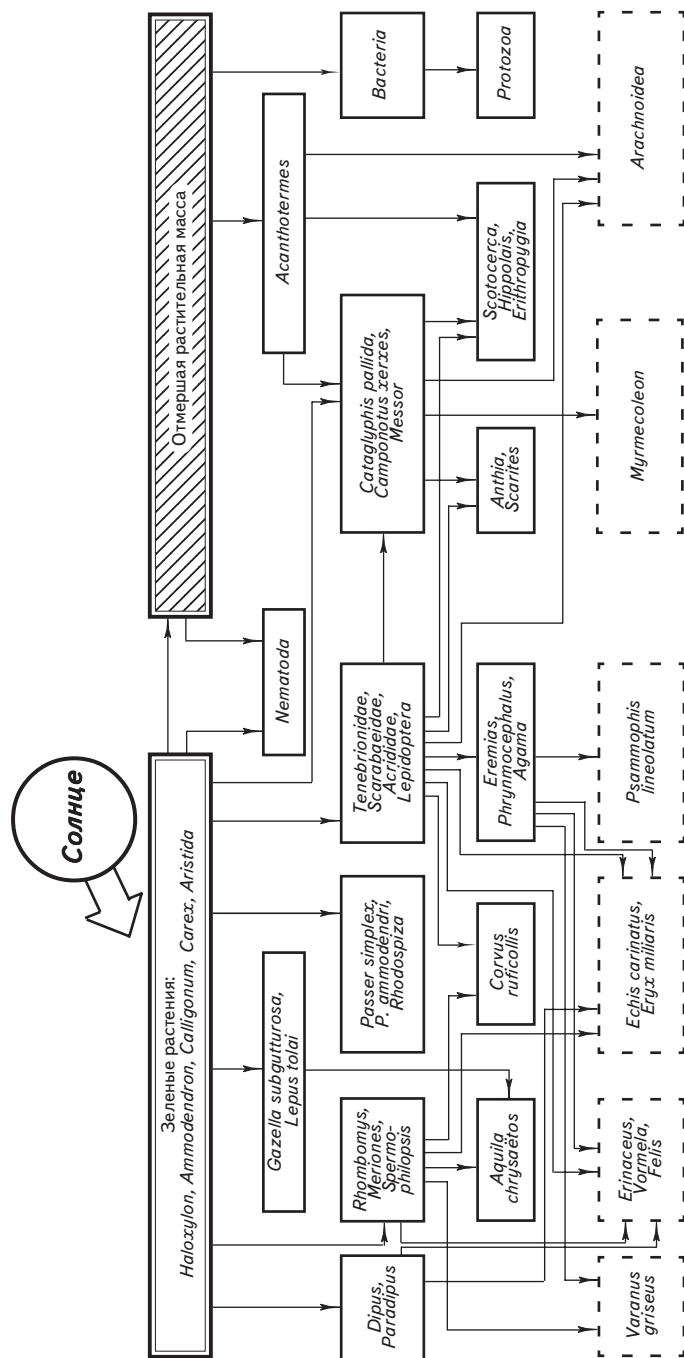 Солнце
Зеленые растения:
Haloxylon, Ammodendron, Calligonum, Carex, Aristida
Отмершая растительная масса
Gazella subgutturosa,
Lepus tolai
Nematoda
Acanthotermes
Dipus,
Paradipus
Rhombomys,
Meriones,
Spermo-
philopsis
Passer simplex,
P. ammodendri,
Rhodospiza
Tenebrionidae,
Scarabaeidae,
Acrididae,
Lepidoptera
Cataglyphis pallida,
Camponotus xerxes,
Messor
Bacteria
Aquila
chrysaëtos
Corvus
ruficollis
Eremias,
Phrynmocephalus,
Agama
Anthia,
Scarites
Scotocerca,
Hippolais,
Erithropygia
Protozoa
Varanus
griseus
Erinaceus,
Vormela,
Felis
Echis carinatus,
Eryx miliaris
Psammophis
lineolatum
Myrmecoleon
Arachnoidea